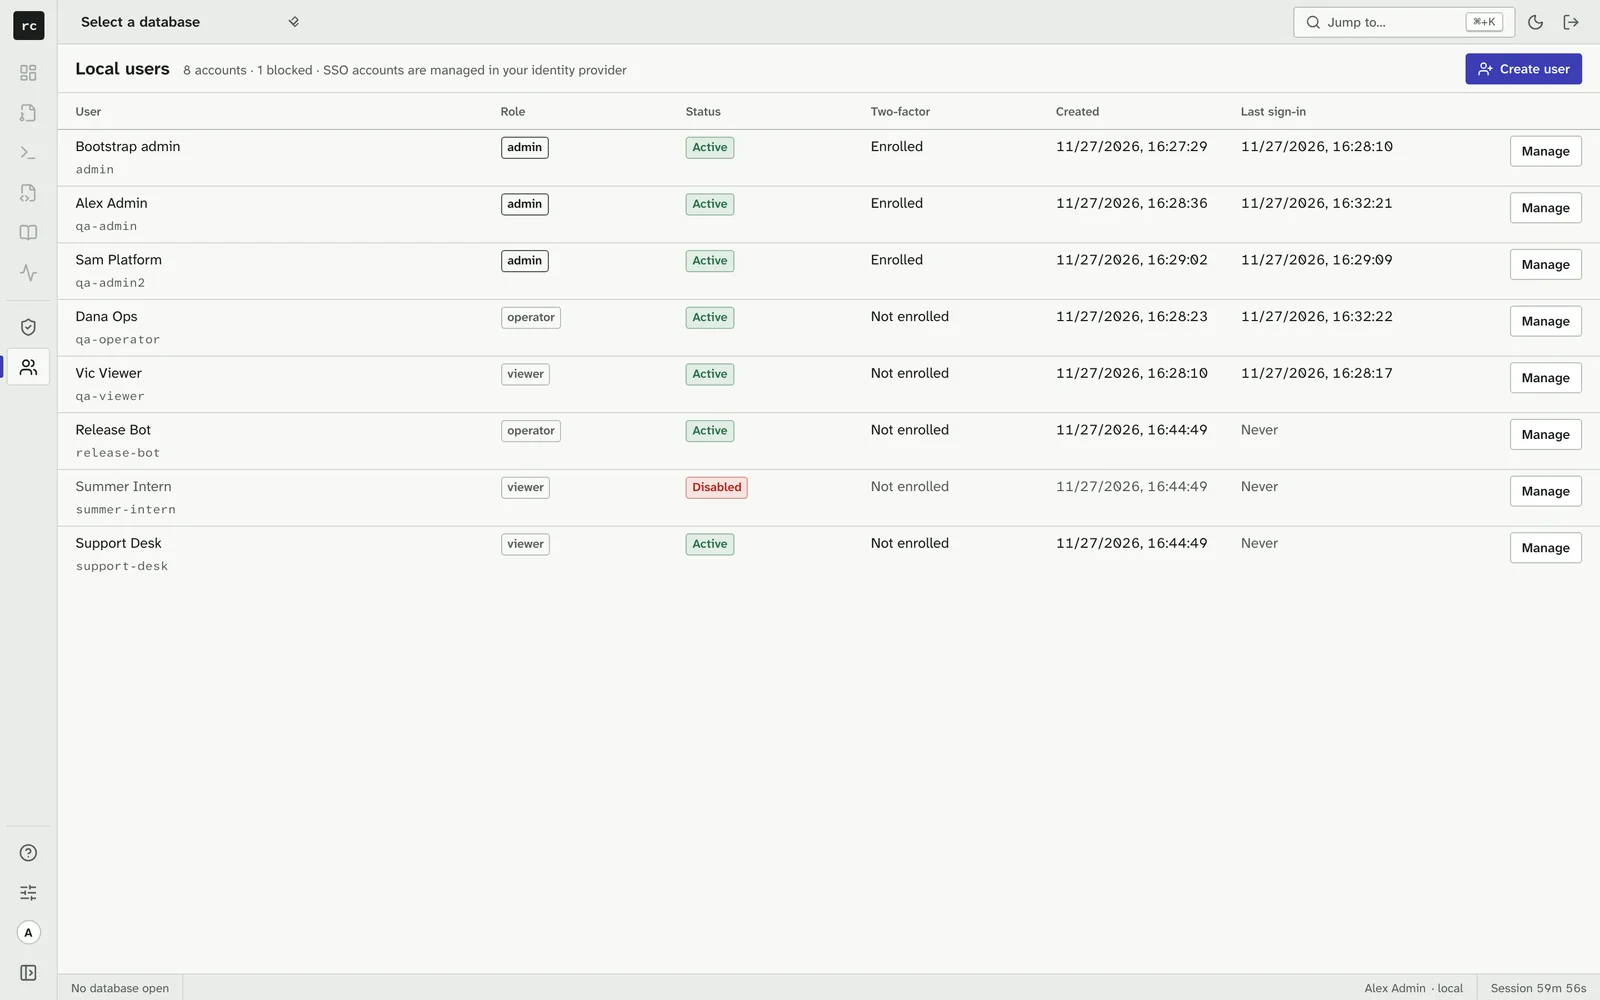 rc
Select a database
Jump to...
⌘+K
Local users
8 accounts · 1 blocked · SSO accounts are managed in your identity provider
Create user
User Role Status Two-factor Created Last sign-in
Bootstrap admin admin Active Enrolled 11/27/2026, 16:27:29 11/27/2026, 16:28:10 Manage
admin
Alex Admin admin Active Enrolled 11/27/2026, 16:28:36 11/27/2026, 16:32:21 Manage
qa-admin
Sam Platform admin Active Enrolled 11/27/2026, 16:29:02 11/27/2026, 16:29:09 Manage
qa-admin2
Dana Ops operator Active Not enrolled 11/27/2026, 16:28:23 11/27/2026, 16:32:22 Manage
qa-operator
Vic Viewer viewer Active Not enrolled 11/27/2026, 16:28:10 11/27/2026, 16:28:17 Manage
qa-viewer
Release Bot operator Active Not enrolled 11/27/2026, 16:44:49 Never Manage
release-bot
Summer Intern viewer Disabled Not enrolled 11/27/2026, 16:44:49 Never Manage
summer-intern
Support Desk viewer Active Not enrolled 11/27/2026, 16:44:49 Never Manage
support-desk
A
No database open
Alex Admin · local
Session 59m 56s